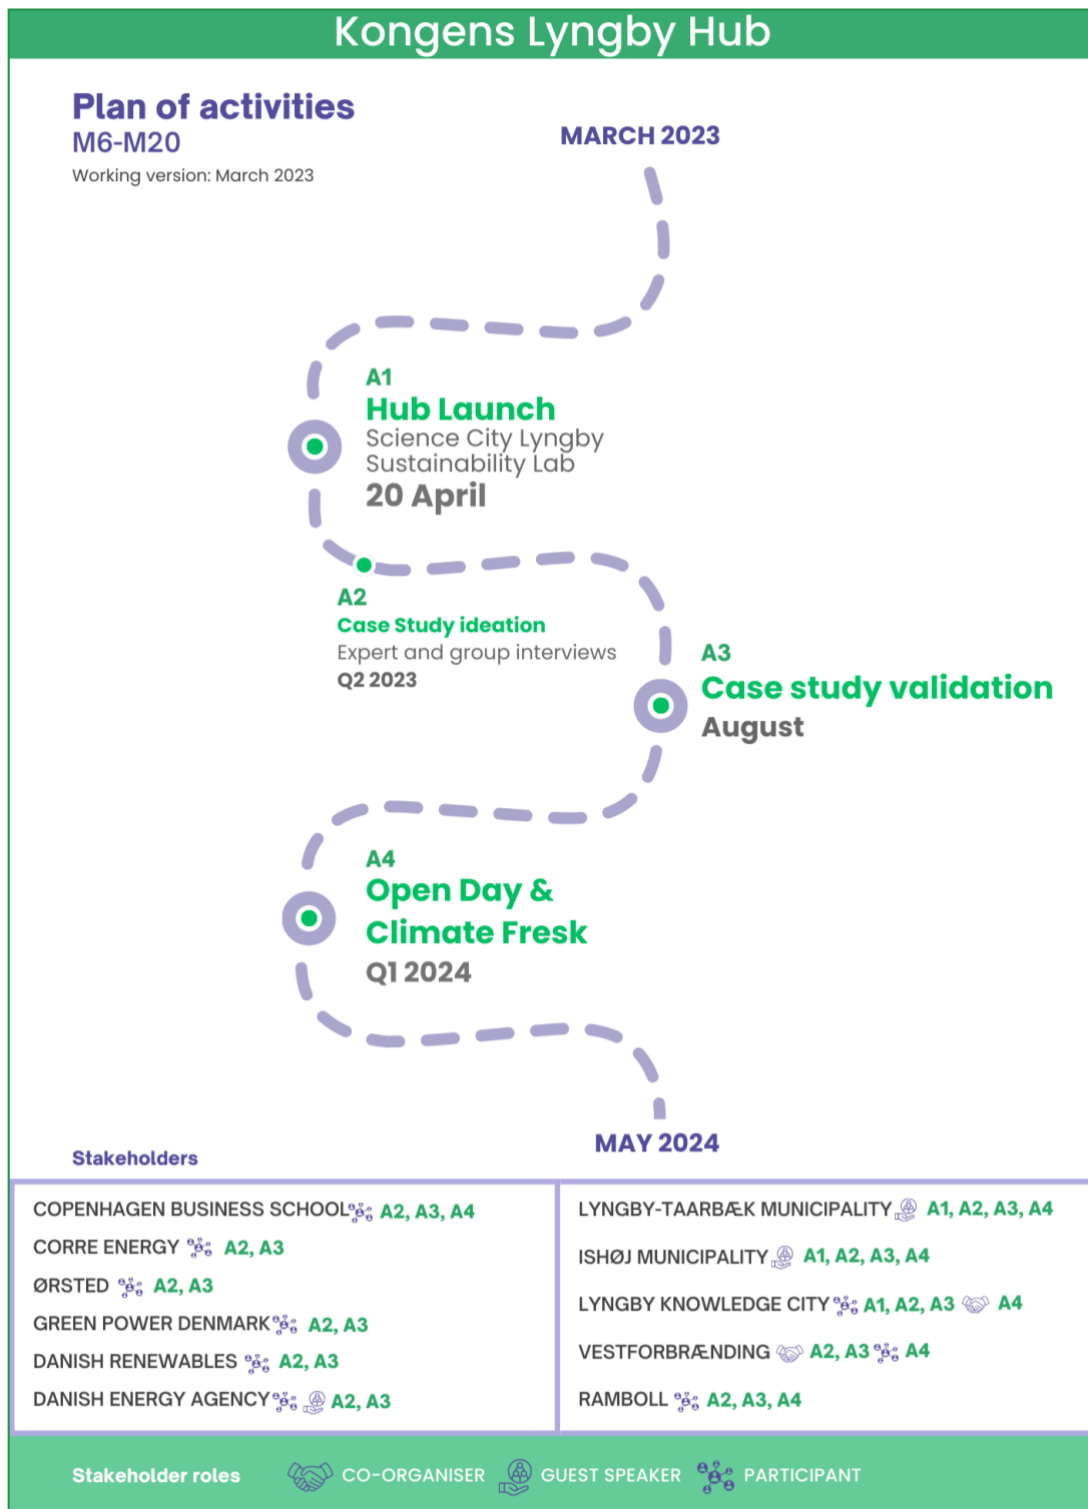 Kongens Lyngby Hub
Plan of activities
M6-M20
Working version: March 2023
MARCH 2023
A1
Hub Launch
Science City Lyngby
Sustainability Lab
20 April
A2
Case Study ideation
Expert and group interviews
Q2 2023
A3
Case study validation
August
A4
Open Day &
Climate Fresk
Q1 2024
MAY 2024
Stakeholders
COPENHAGEN BUSINESS SCHOOL A2, A3, A4
CORRE ENERGY A2, A3
ØRSTED A2, A3
GREEN POWER DENMARK A2, A3
DANISH RENEWABLES A2, A3
DANISH ENERGY AGENCY A2, A3
LYNGBY-TAARBÆK MUNICIPALITY A1, A2, A3, A4
ISHØJ MUNICIPALITY A1, A2, A3, A4
LYNGBY KNOWLEDGE CITY A1, A2, A3 A4
VESTFORBRÆNDING A2, A3 A4
RAMBOLL A2, A3, A4
Stakeholder roles CO-ORGANISER GUEST SPEAKER PARTICIPANT